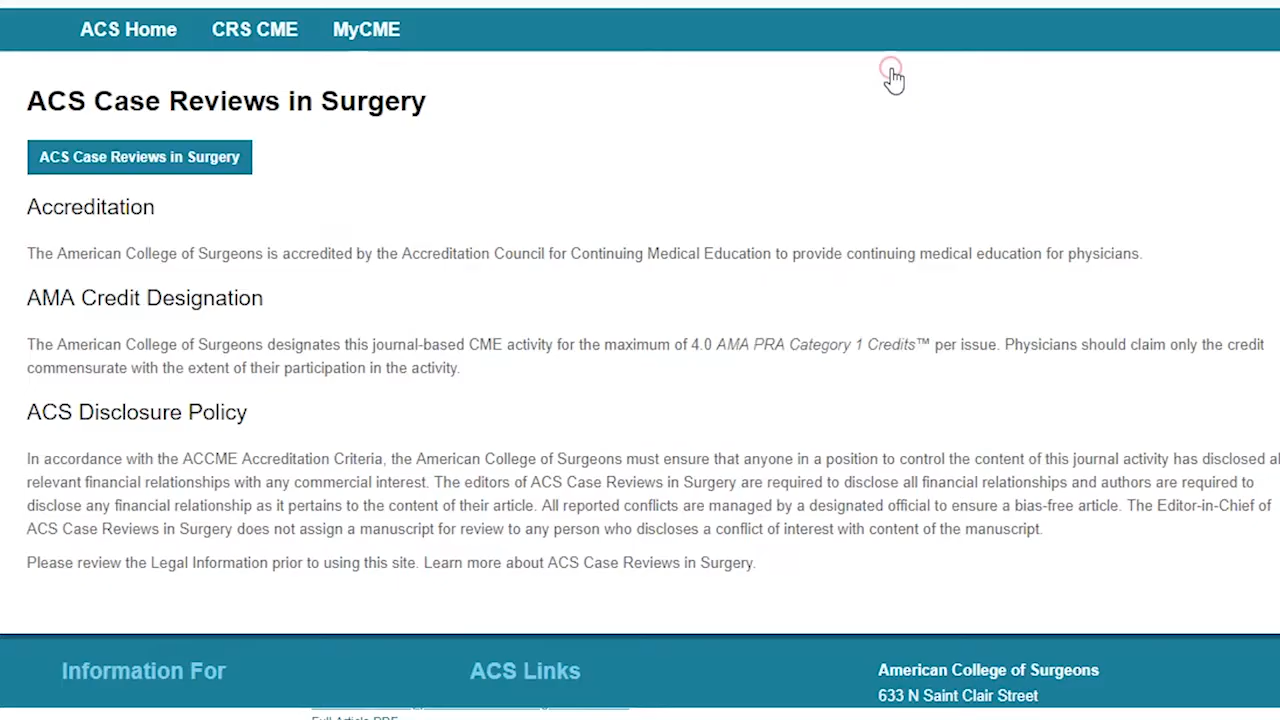 ACS Home CRS CME MyCME
ACS Case Reviews in Surgery
ACS Case Reviews in Surgery
Accreditation
The American College of Surgeons is accredited by the Accreditation Council for Continuing Medical Education to provide continuing medical education for physicians.
AMA Credit Designation
The American College of Surgeons designates this journal-based CME activity for the maximum of 4.0 AMA PRA Category 1 Credits™ per issue. Physicians should claim only the credit
commensurate with the extent of their participation in the activity.
ACS Disclosure Policy
In accordance with the ACCME Accreditation Criteria, the American College of Surgeons must ensure that anyone in a position to control the content of this journal activity has disclosed al
relevant financial relationships with any commercial interest. The editors of ACS Case Reviews in Surgery are required to disclose all financial relationships and authors are required to
disclose any financial relationship as it pertains to the content of their article. All reported conflicts are managed by a designated official to ensure a bias-free article. The Editor-in-Chief of
ACS Case Reviews in Surgery does not assign a manuscript for review to any person who discloses a conflict of interest with content of the manuscript.
Please review the Legal Information prior to using this site. Learn more about ACS Case Reviews in Surgery.
Information For ACS Links American College of Surgeons
633 N Saint Clair Street